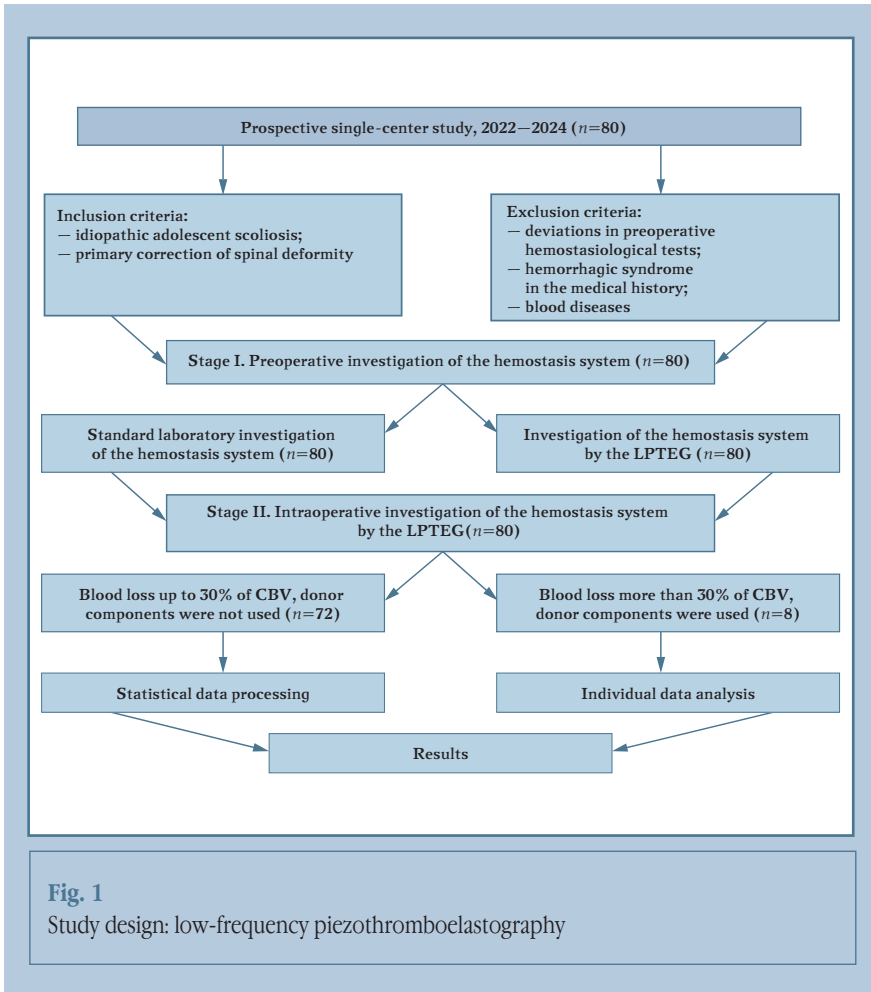 Prospective single-center study, 2022—2024 (n=80)
Inclusion criteria:
— idiopathic adolescent scoliosis;
— primary correction of spinal deformity
Exclusion criteria:
— deviations in preoperative
hemostasiological tests;
— hemorrhagic syndrome
in the medical history;
— blood diseases
Stage I. Preoperative investigation of the hemostasis system (n=80)
Standard laboratory investigation
of the hemostasis system (n=80)
Investigation of the hemostasis system
by the LPTEG (n=80)
Stage II. Intraoperative investigation of the hemostasis system
by the LPTEG(n=80)
Blood loss up to 30% of CBV, donor
components were not used (n=72)
Blood loss more than 30% of CBV,
donor components were used (n=8)
Statistical data processing
Individual data analysis
Results
Fig. 1
Study design: low-frequency piezothromboelastography